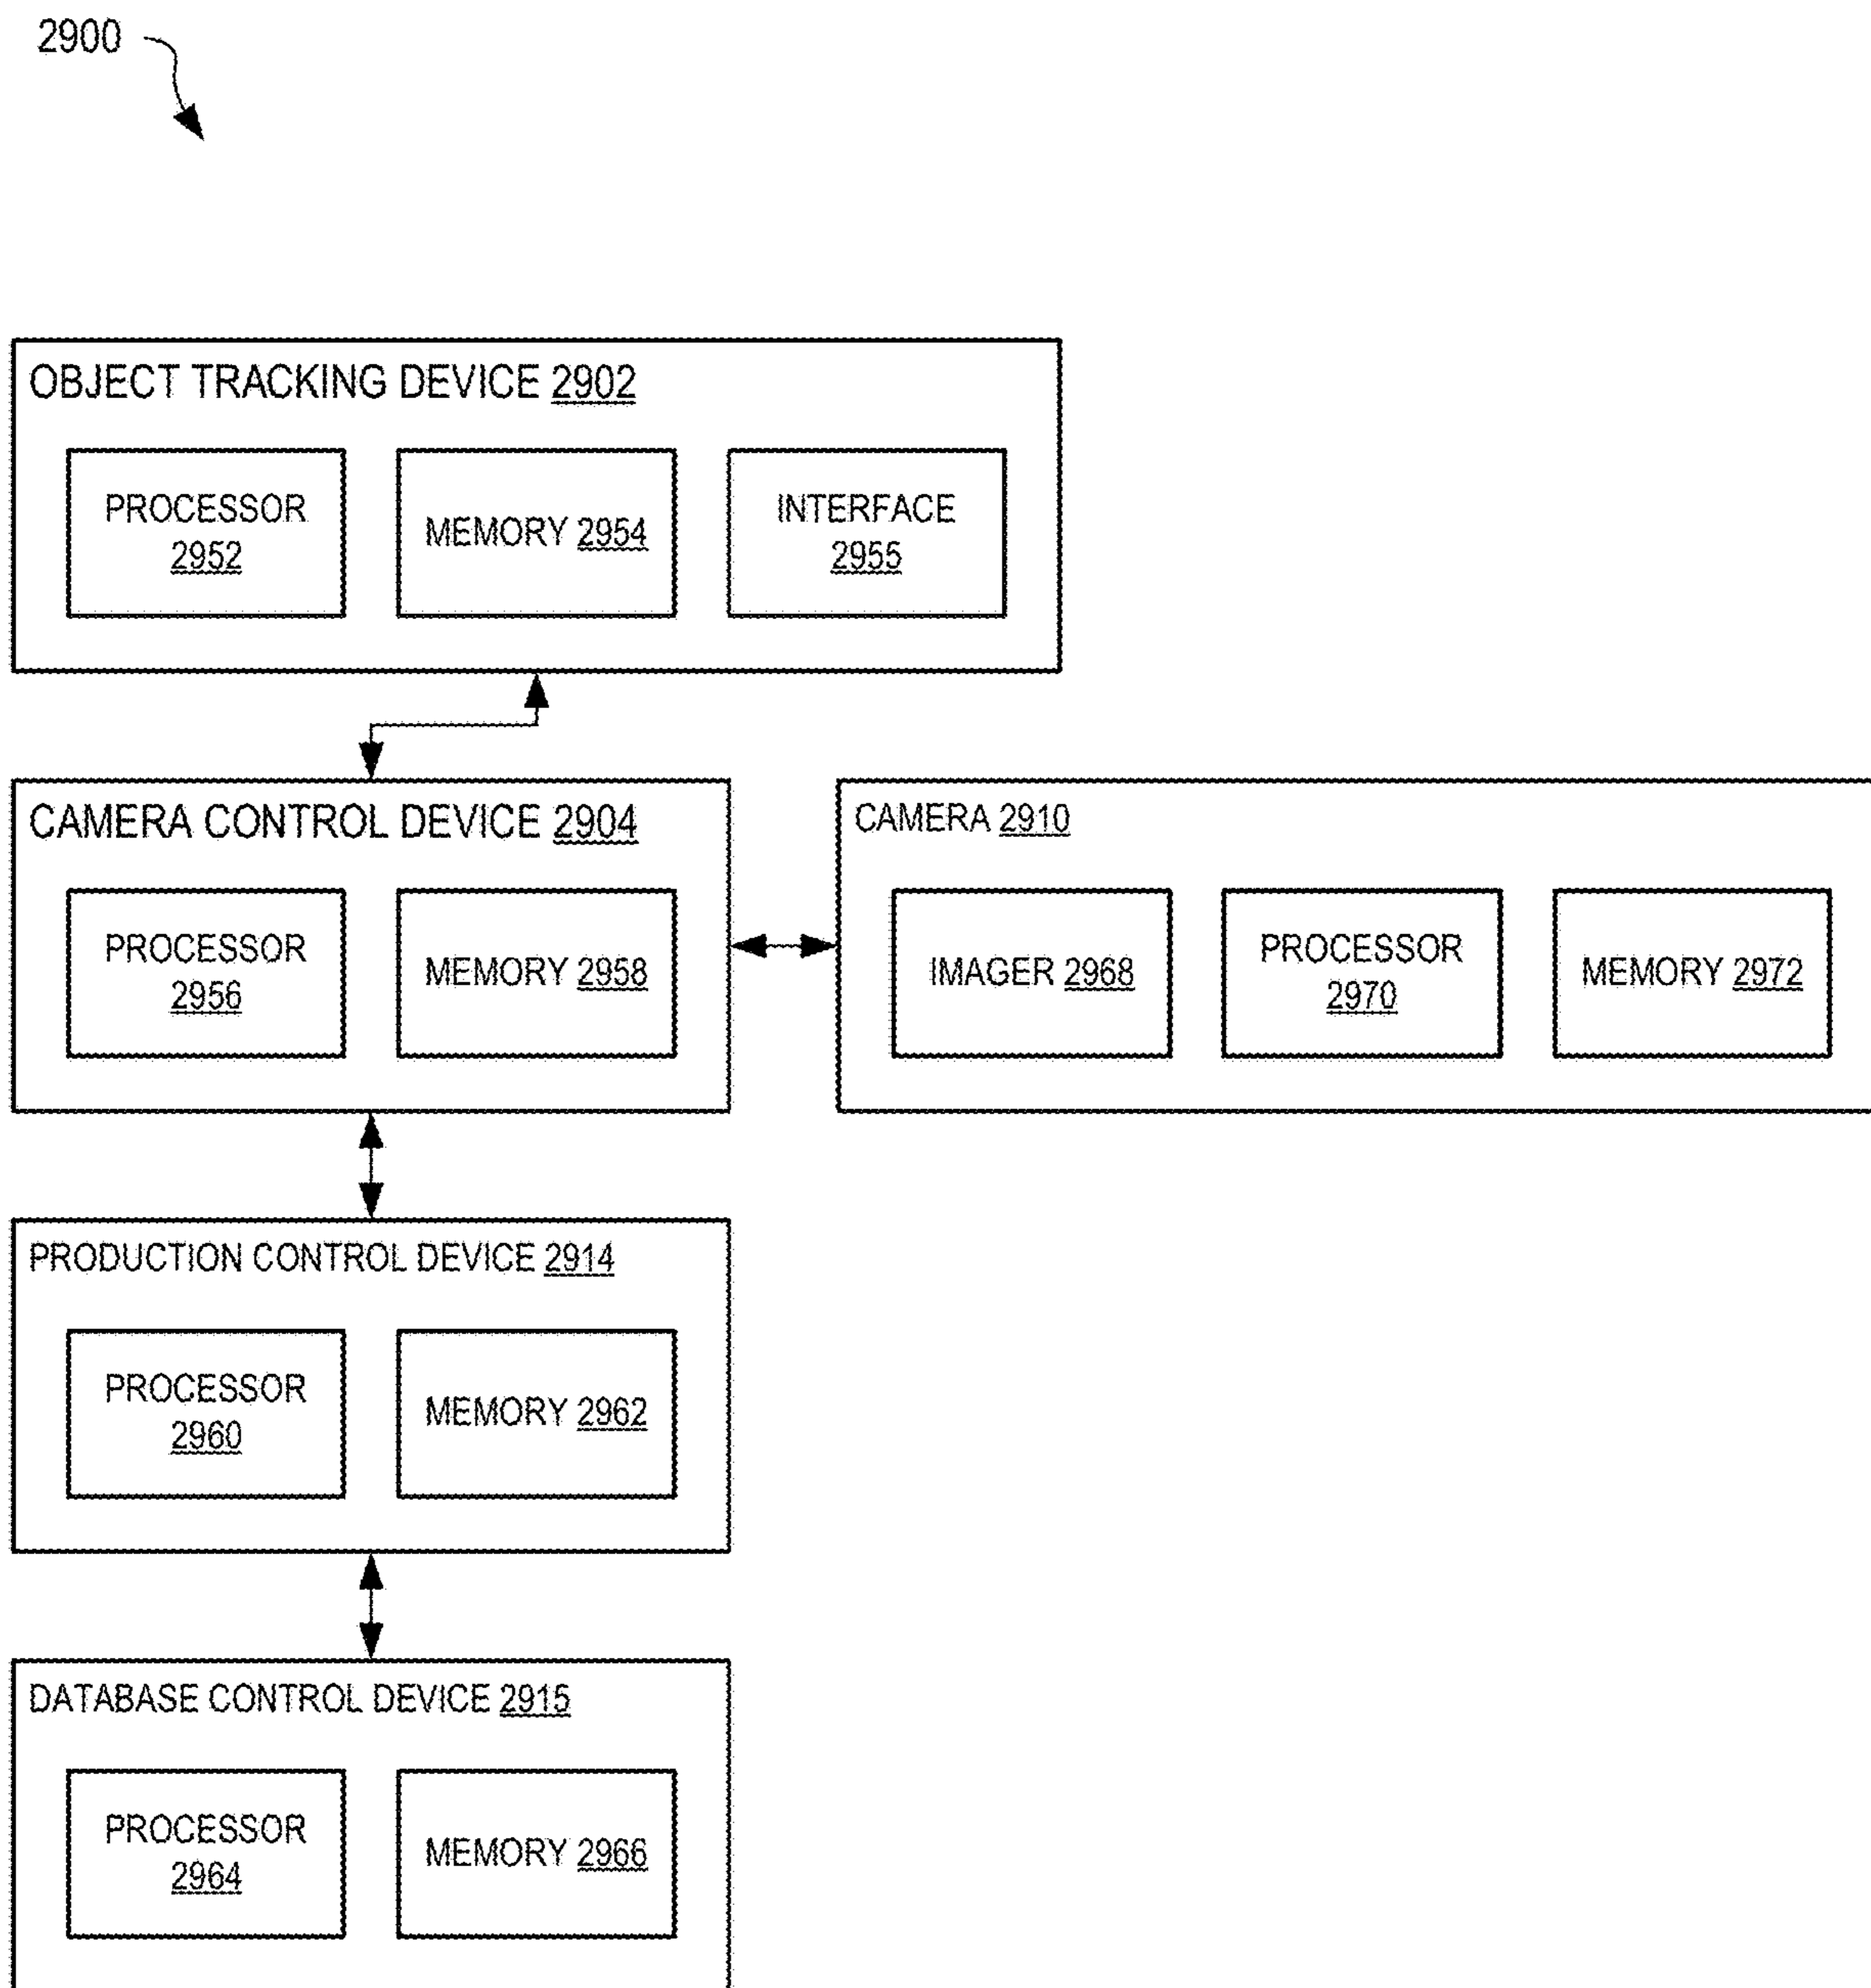 2900
OBJECT TRACKING DEVICE 2902
PROCESSOR
2952
MEMORY 2954
INTERFACE
2955
CAMERA CONTROL DEVICE 2904
PROCESSOR
2956
MEMORY 2958
CAMERA 2910
IMAGER 2968
PROCESSOR
2970
MEMORY 2972
PRODUCTION CONTROL DEVICE 2914
PROCESSOR
2960
MEMORY 2962
DATABASE CONTROL DEVICE 2915
PROCESSOR
2964
MEMORY 2966